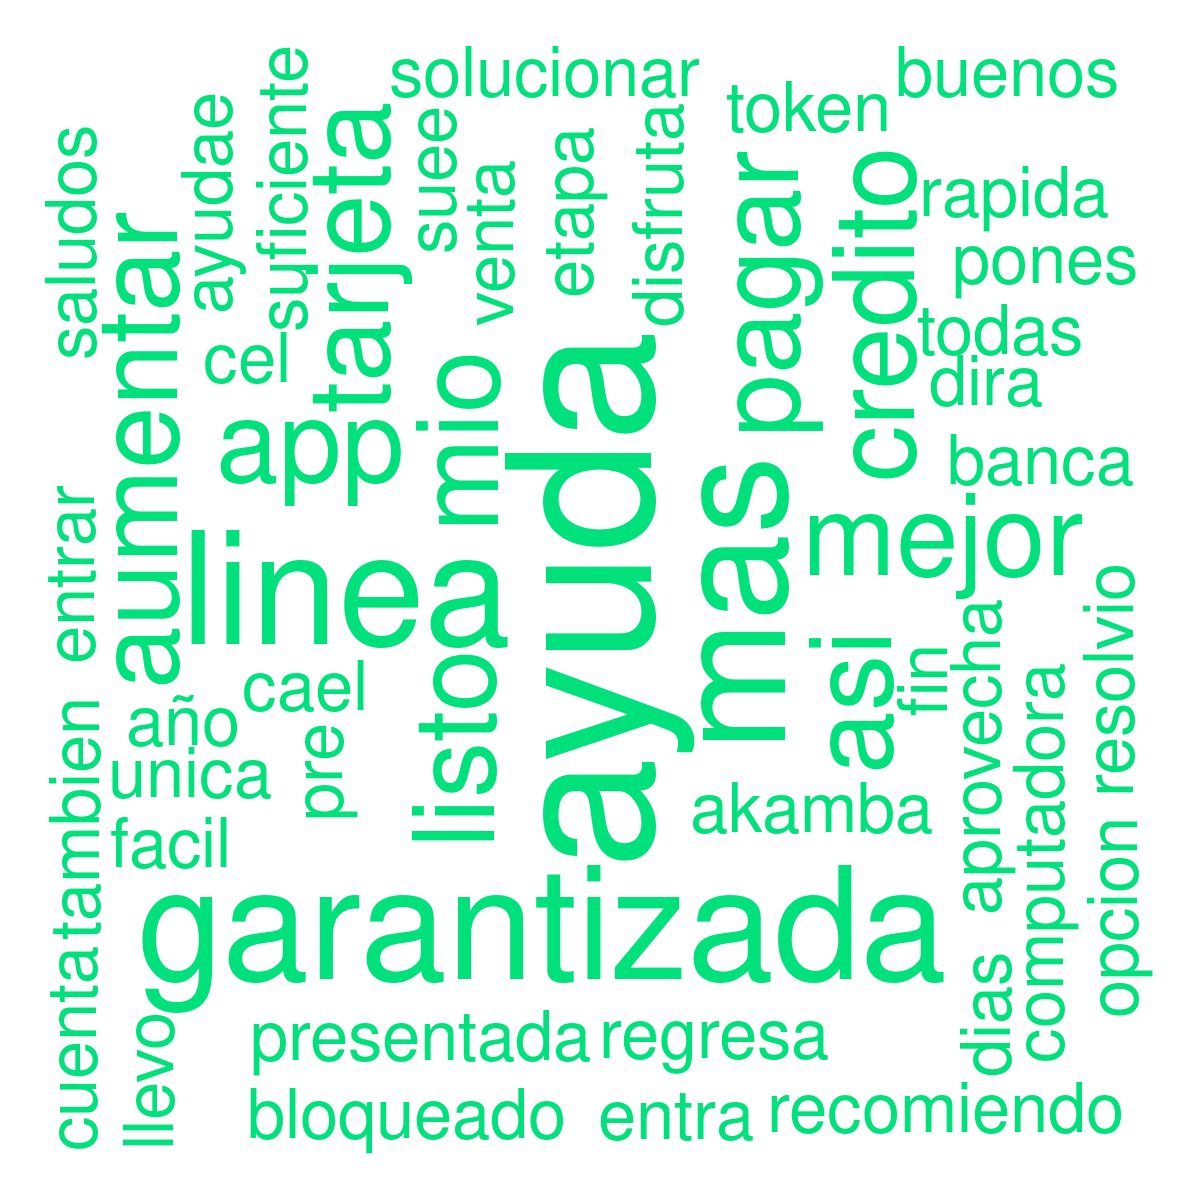 solucionar
buenos
token
suficiente
ayudae
tarjeta
suee
venta
etapa
disfruta
saludos
pagar
credito
rapida
pones
todas
dira
aumentar
cel
app
mio
ayuda
mas
banca
mejor
entrar
linea
listo
asi
fin
aprovecha
resolvio
cael
año
unica
pre
facil
tambien
akamba
computadora
opcion
garantizada
dias
cuenta
llevo
presentada
regresa
bloqueado
entra
recomiendo